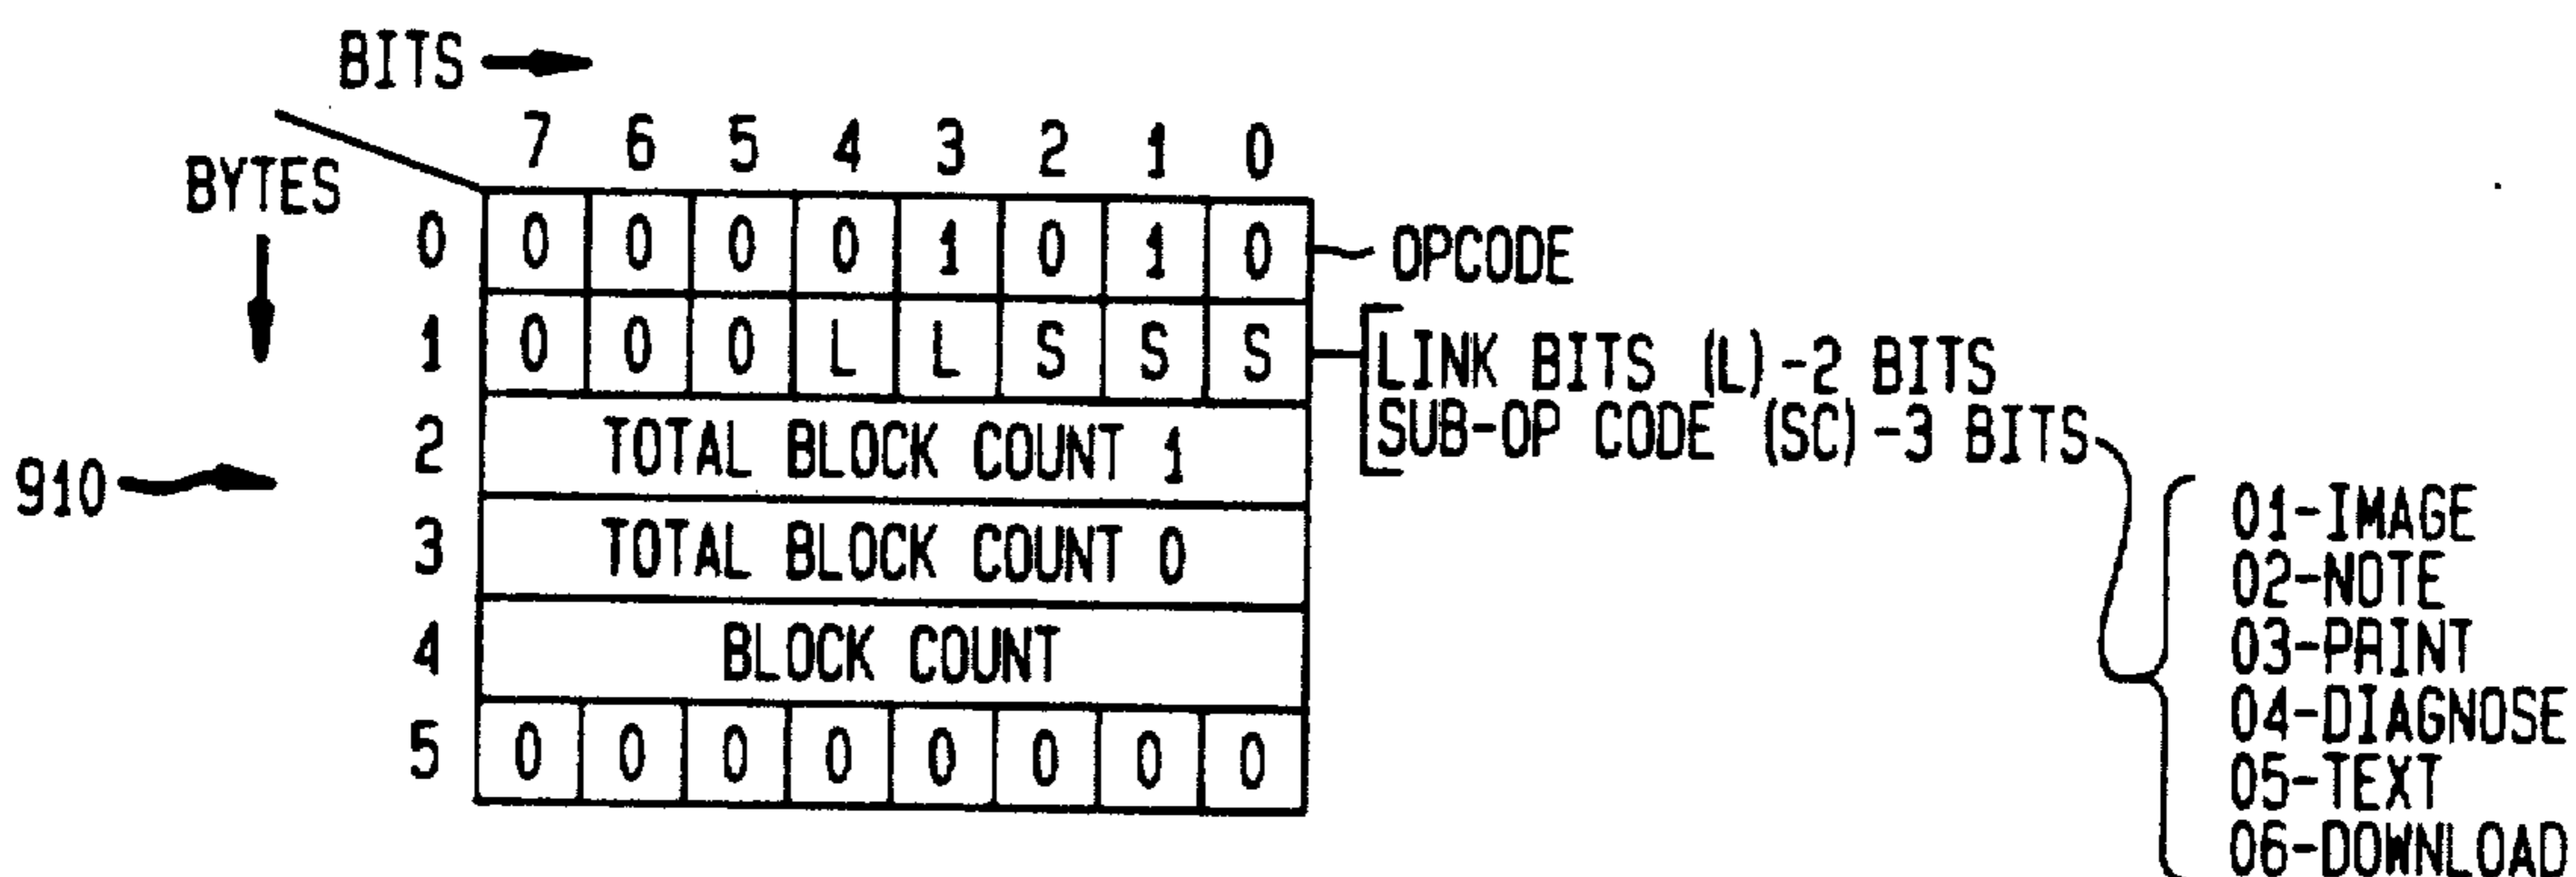 BITS
7 6 5 4 3 2 1 0
BYTES
0 0 0 0 0 1 0 1 0 OPCODE
1 0 0 0 L L S S S LINK BITS (L)-2 BITS
SUB-OP CODE (SC)-3 BITS
2 TOTAL BLOCK COUNT 1
910
3 TOTAL BLOCK COUNT 0
4 BLOCK COUNT
5 0 0 0 0 0 0 0 0
01-IMAGE
02-NOTE
03-PRINT
04-DIAGNOSE
05-TEXT
06-DOWNLOAD